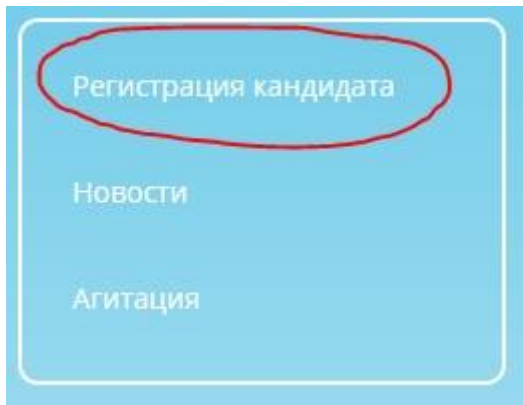 Регистрация кандидата
Новости
Агитация